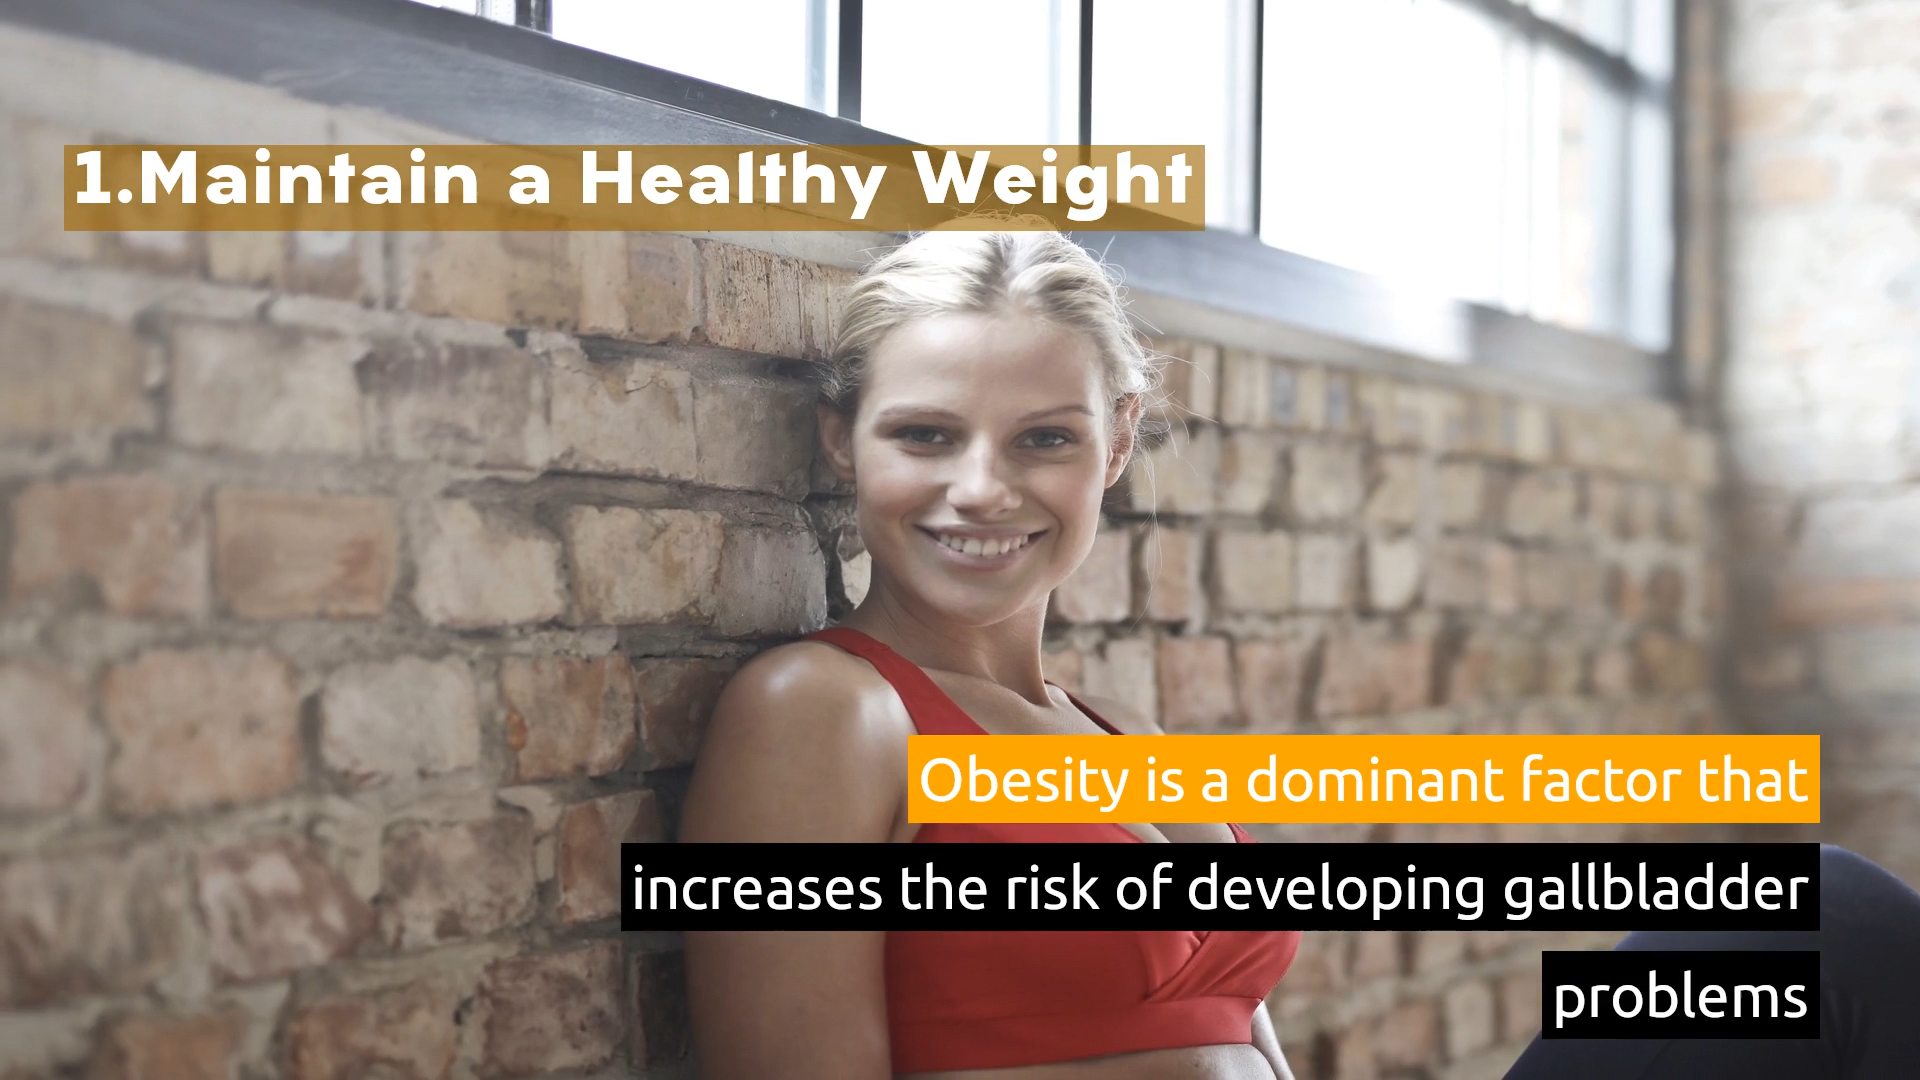 1.Maintain a Healthy Weight
Obesity is a dominant factor that
increases the risk of developing gallbladder
problems